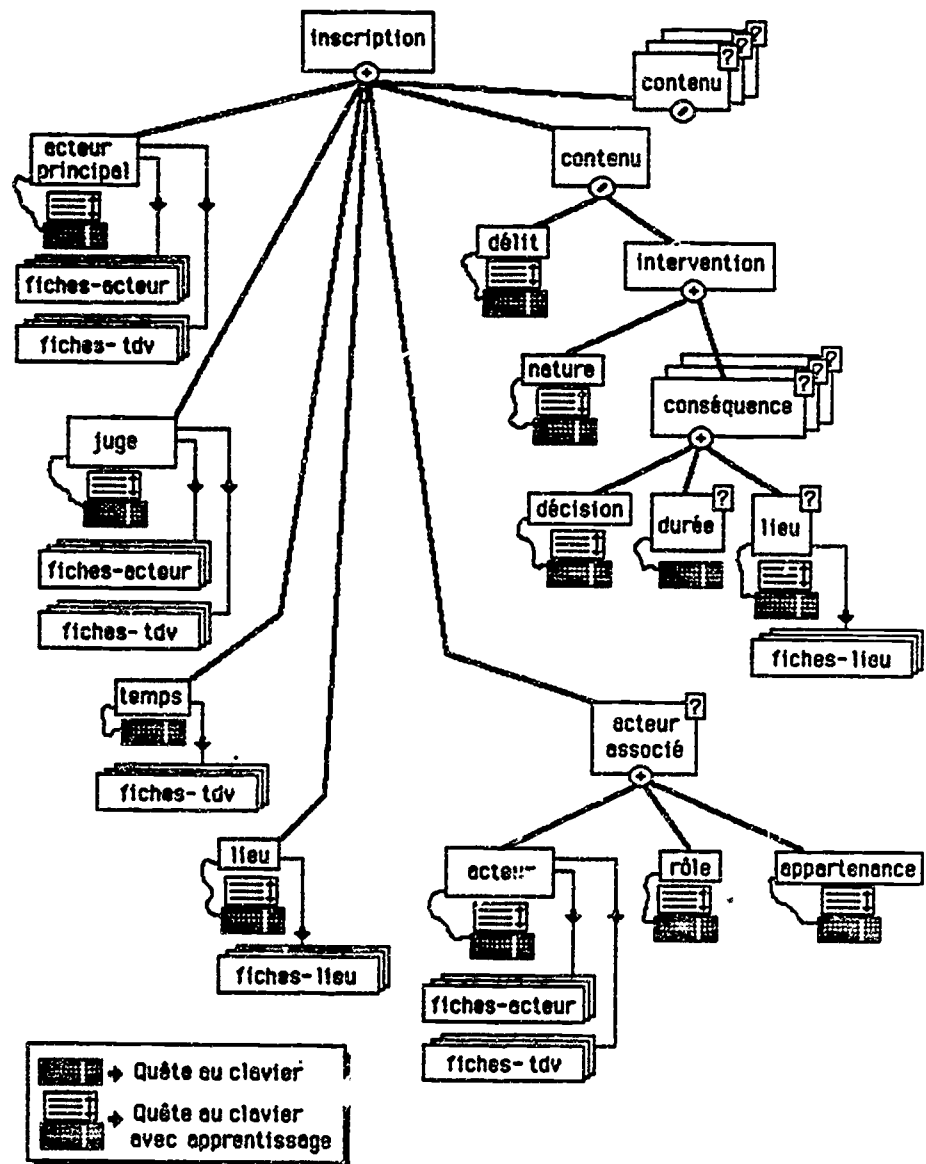 inscription
?
?
?
contenu
acteur
principal
contenu
délit
intervention
fiches-acteur
fiches-tdv
nature
?
?
?
conséquence
juge
décision
?
durée
?
lieu
fiches-acteur
fiches-tdv
fiches-lieu
temps
?
acteur
associé
fiches-tdv
lieu
rôle
appartenance
fiches-lieu
fiches-acteur
fiches-tdv
Quête au clavier
Quête au clavier
avec apprentissage